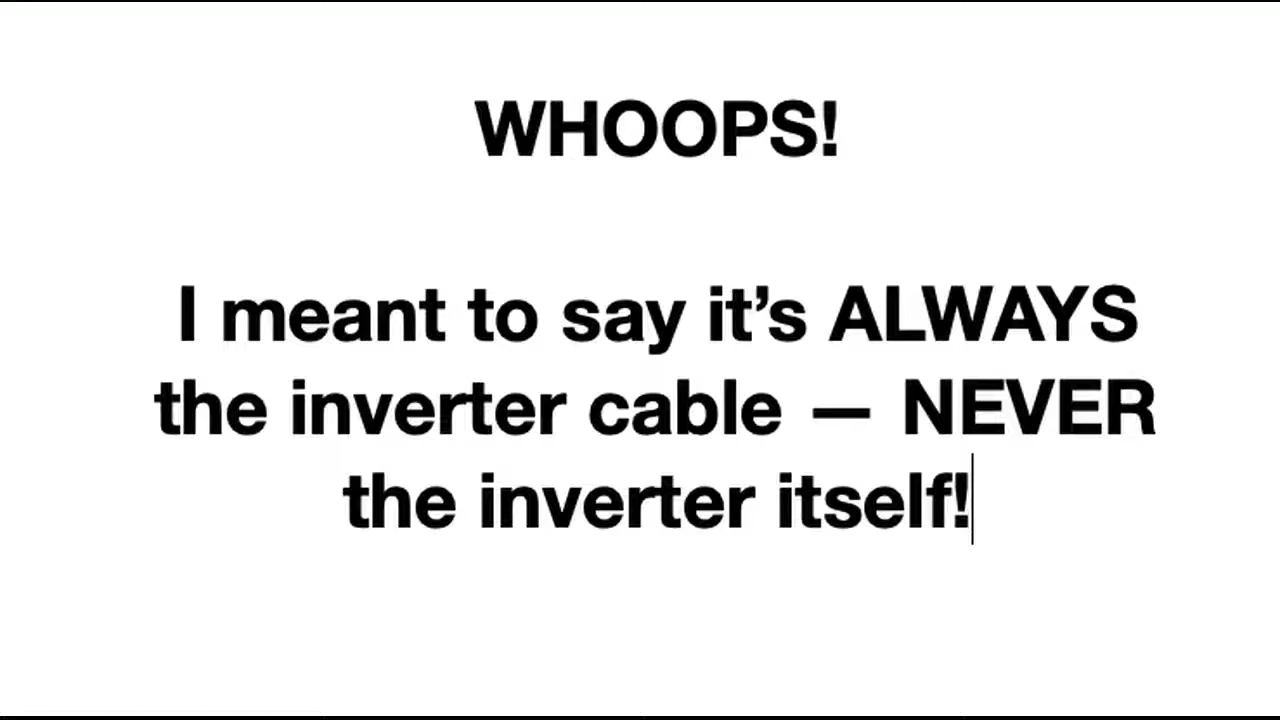 WHOOPS!
I meant to say it’s ALWAYS
the inverter cable — NEVER
the inverter itself!